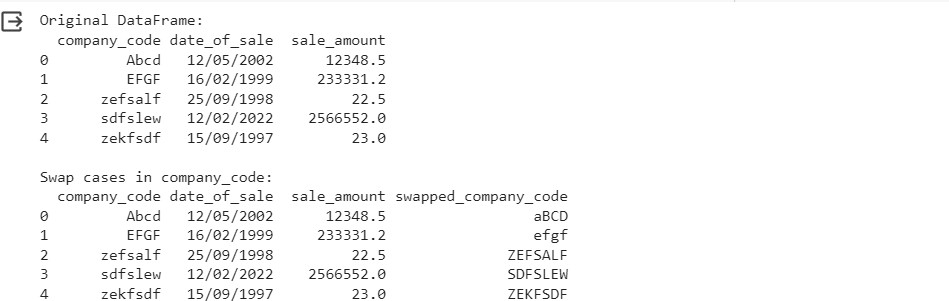 Original DataFrame:
  company_code date_of_sale  sale_amount
0         Abcd   12/05/2002      12348.5
1         EFGF   16/02/1999     233331.2
2      zefsalf   25/09/1998         22.5
3      sdfslew   12/02/2022    2566552.0
4      zekfsdf   15/09/1997         23.0

Swap cases in company_code:
  company_code date_of_sale  sale_amount swapped_company_code
0         Abcd   12/05/2002      12348.5                 aBCD
1         EFGF   16/02/1999     233331.2                 efgf
2      zefsalf   25/09/1998         22.5              ZEFSALF
3      sdfslew   12/02/2022    2566552.0              SDFSLEW
4      zekfsdf   15/09/1997         23.0              ZEKFSDF